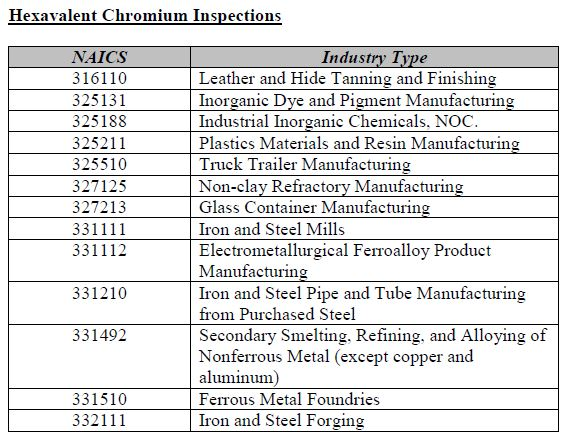 Hexavalent Chromium Inspections
NAICS Industry Type
316110 Leather and Hide Tanning and Finishing
325131 Inorganic Dye and Pigment Manufacturing
325188 Industrial Inorganic Chemicals, NOC.
325211 Plastics Materials and Resin Manufacturing
325510 Truck Trailer Manufacturing
327125 Non-clay Refractory Manufacturing
327213 Glass Container Manufacturing
331111 Iron and Steel Mills
331112 Electrometallurgical Ferroalloy Product
Manufacturing
331210 Iron and Steel Pipe and Tube Manufacturing
from Purchased Steel
331492 Secondary Smelting, Refining, and Alloying of
Nonferrous Metal (except copper and
aluminum)
331510 Ferrous Metal Foundries
332111 Iron and Steel Forging